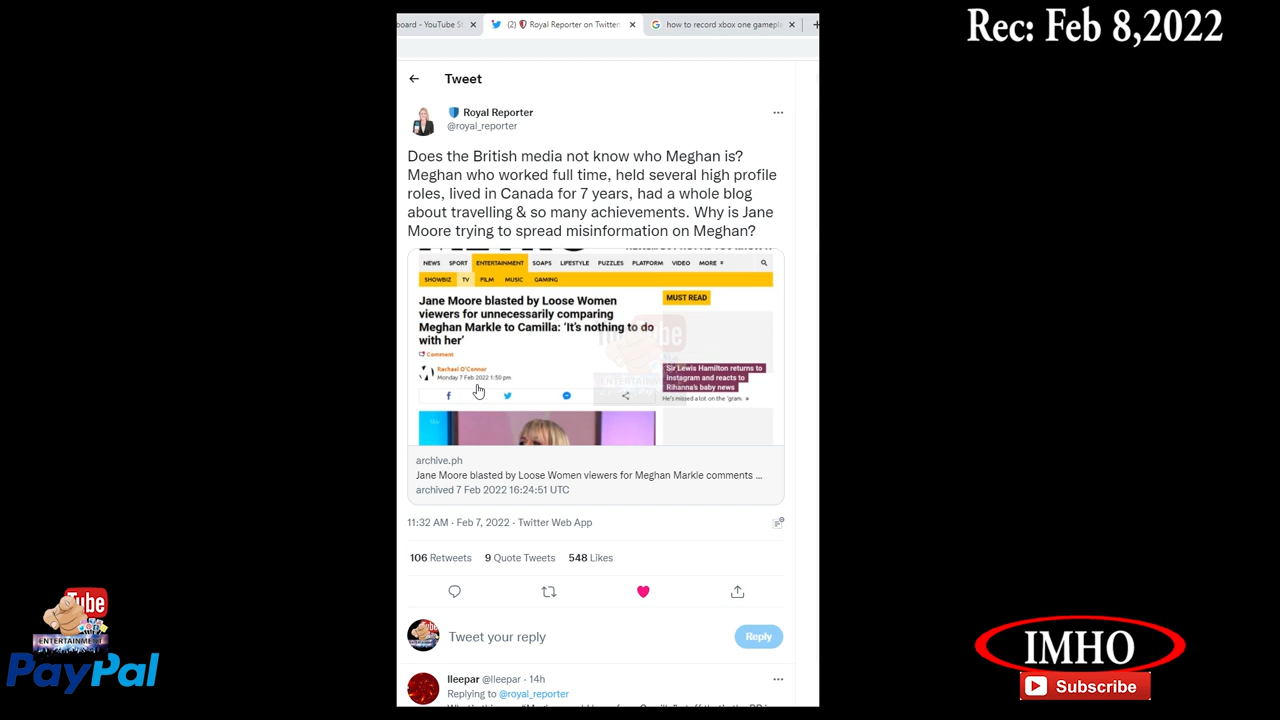 Rec: Feb 8,2022
board - YouTube St
(2) Royal Reporter on Twitter
how to record xbox one gamepla
Tweet
Royal Reporter
@royal_reporter
Does the British media not know who Meghan is?
Meghan who worked full time, held several high profile
roles, lived in Canada for 7 years, had a whole blog
about travelling & so many achievements. Why is Jane
Moore trying to spread misinformation on Meghan?
NEWS SPORT ENTERTAINMENT SOAPS LIFESTYLE PUZZLES PLATFORM VIDEO MORE
SHOWBIZ TV FILM MUSIC GAMING
Jane Moore blasted by Loose Women
viewers for unnecessarily comparing
Meghan Markle to Camilla: ‘It’s nothing to do
with her’
Comment
Rachael O'Connor
Monday 7 Feb 2022 1:50 pm
MUST READ
Sir Lewis Hamilton returns to
Instagram and reacts to
Rihanna's baby news
He's missed a lot on the 'gram. »
archive.ph
Jane Moore blasted by Loose Women viewers for Meghan Markle comments ...
archived 7 Feb 2022 16:24:51 UTC
11:32 AM · Feb 7, 2022 · Twitter Web App
106 Retweets 9 Quote Tweets 548 Likes
Tweet your reply
Reply
lleepar @lleepar · 14h
Replying to @royal_reporter
Tube
ENTERTAINMENT
PayPal
IMHO
Subscribe